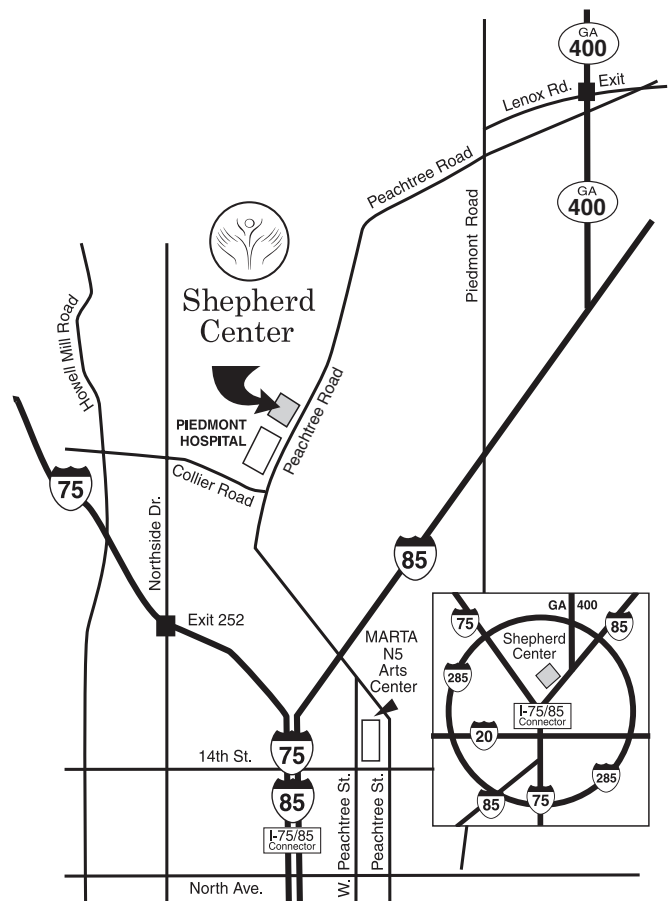 GA
400
Lenox Rd.
Exit
Peachtree Road
GA
400
Piedmont Road
Shepherd
Center
Howell Mill Road
PIEDMONT
HOSPITAL
Peachtree Road
Collier Road
75
Northside Dr.
85
Exit 252
MARTA
N5
Arts
Center
14th St.
75
85
I-75/85
Connector
W. Peachtree St.
Peachtree St.
North Ave.
GA 400
75
85
Shepherd
Center
285
I-75/85
Connector
20
285
85
75